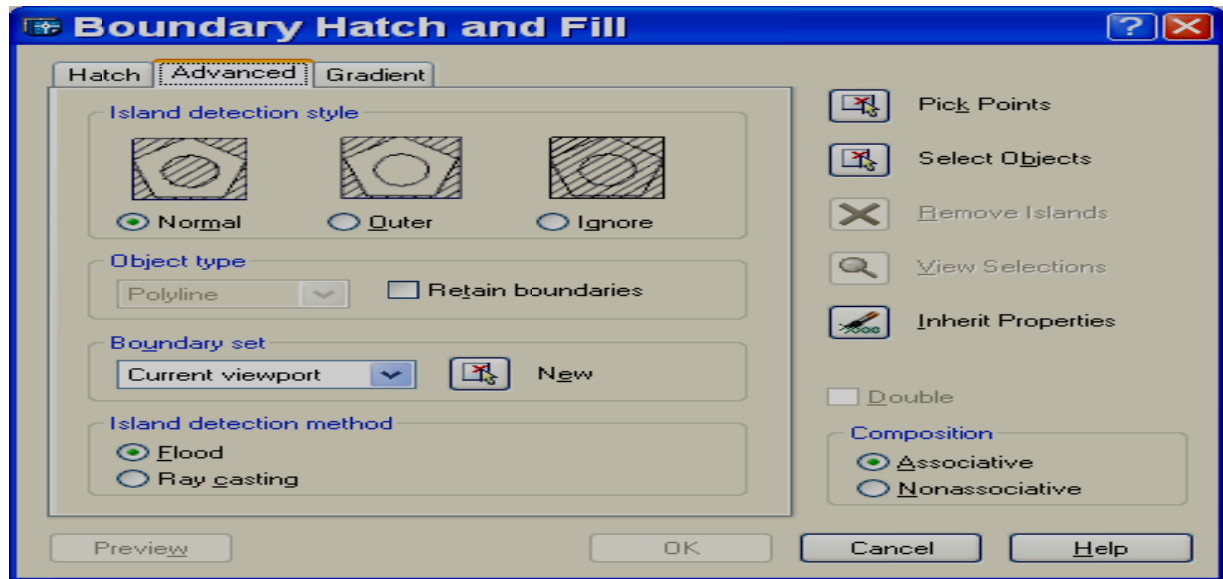 Boundary Hatch and Fill
Hatch Advanced Gradient
Island detection style
Normal Outer Ignore
Object type
Polyline Retain boundaries
Boundary set
Current viewport New
Island detection method
Flood
Ray casting
Pick Points
Select Objects
Remove Islands
View Selections
Inherit Properties
Double
Composition
Associative
Nonassociative
Preview OK Cancel Help